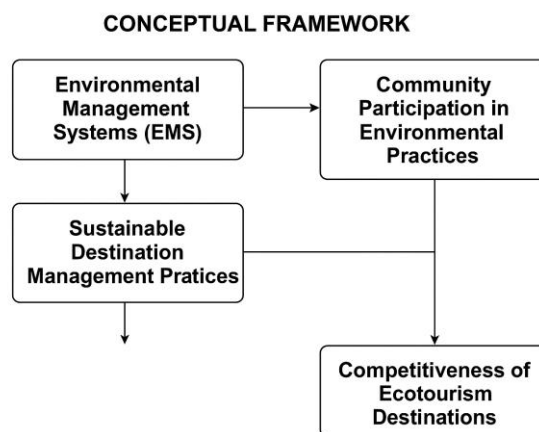 CONCEPTUAL FRAMEWORK
Environmental
Management
Systems (EMS)
Community
Participation in
Environmental
Practices
Sustainable
Destination
Management Pratices
Competitiveness of
Ecotourism
Destinations